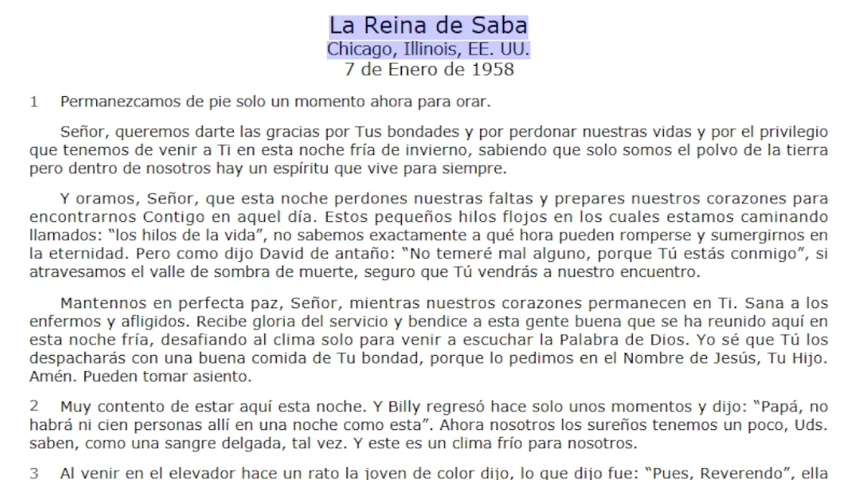 La Reina de Saba
Chicago, Illinois, EE. UU.
7 de Enero de 1958
1 Permanezcamos de pie solo un momento ahora para orar.
Señor, queremos darte las gracias por Tus bondades y por perdonar nuestras vidas y por el privilegio
que tenemos de venir a Ti en esta noche fría de invierno, sabiendo que solo somos el polvo de la tierra
pero dentro de nosotros hay un espíritu que vive para siempre.
Y oramos, Señor, que esta noche perdones nuestras faltas y prepares nuestros corazones para
encontrarnos Contigo en aquel día. Estos pequeños hilos flojos en los cuales estamos caminando
llamados: “los hilos de la vida”, no sabemos exactamente a qué hora pueden romperse y sumergirnos en
la eternidad. Pero como dijo David de antaño: “No temeré mal alguno, porque Tú estás conmigo”, si
atravesamos el valle de sombra de muerte, seguro que Tú vendrás a nuestro encuentro.
Mantennos en perfecta paz, Señor, mientras nuestros corazones permanecen en Ti. Sana a los
enfermos y afligidos. Recibe gloria del servicio y bendice a esta gente buena que se ha reunido aquí en
esta noche fría, desafiando al clima solo para venir a escuchar la Palabra de Dios. Yo sé que Tú los
despacharás con una buena comida de Tu bondad, porque lo pedimos en el Nombre de Jesús, Tu Hijo.
Amén. Pueden tomar asiento.
2 Muy contento de estar aquí esta noche. Y Billy regresó hace solo unos momentos y dijo: “Papá, no
habrá ni cien personas allí en una noche como esta”. Ahora nosotros los sureños tenemos un poco, Uds.
saben, como una sangre delgada, tal vez. Y este es un clima frío para nosotros.
3 Al venir en el elevador hace un rato la joven de color dijo, lo que dijo fue: “Pues, Reverendo”, ella